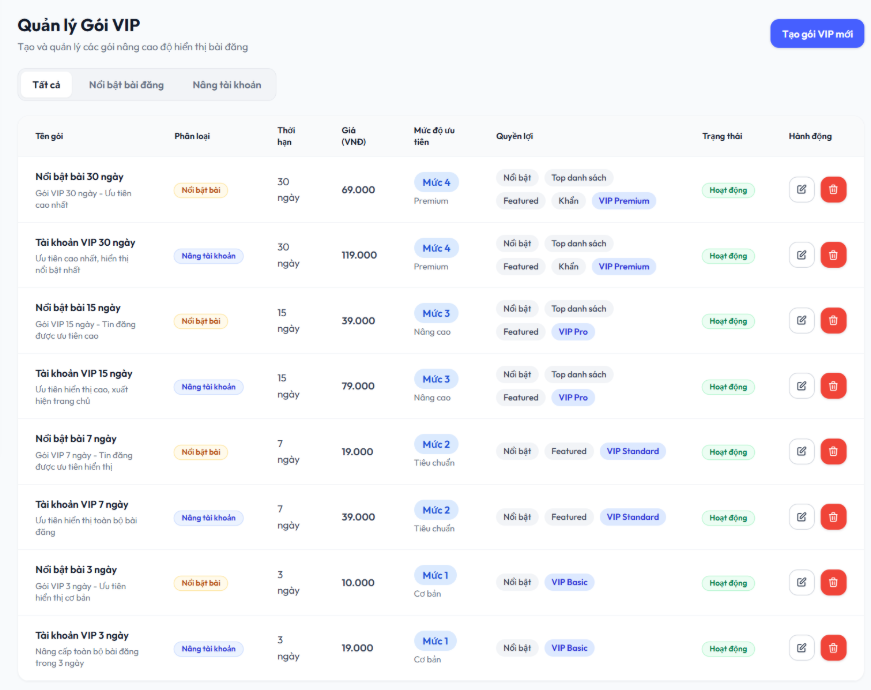 Quản lý Gói VIP
Tạo và quản lý các gói nâng cao độ hiển thị bài đăng
Tạo gói VIP mới
Tất cả
Nổi bật bài đăng
Nâng tài khoản
Tên gói
Phân loại
Thời hạn
Giá (VNĐ)
Mức độ ưu tiên
Quyền lợi
Trạng thái
Hành động
Nổi bật bài 30 ngày
Gói VIP 30 ngày - Ưu tiên
cao nhất
Nổi bật bài
30
ngày
69.000
Mức 4
Premium
Nổi bật
Top danh sách
Featured
Khẩn
VIP Premium
Hoạt động
Tài khoản VIP 30 ngày
Ưu tiên cao nhất, hiển thị
nổi bật nhất
Nâng tài khoản
30
ngày
119.000
Mức 4
Premium
Nổi bật
Top danh sách
Featured
Khẩn
VIP Premium
Hoạt động
Nổi bật bài 15 ngày
Gói VIP 15 ngày - Tin đăng
được ưu tiên cao
Nổi bật bài
15
ngày
39.000
Mức 3
Nâng cao
Nổi bật
Top danh sách
Featured
VIP Pro
Hoạt động
Tài khoản VIP 15 ngày
Ưu tiên hiển thị cao, xuất
hiện trang chủ
Nâng tài khoản
15
ngày
79.000
Mức 3
Nâng cao
Nổi bật
Top danh sách
Featured
VIP Pro
Hoạt động
Nổi bật bài 7 ngày
Gói VIP 7 ngày - Tin đăng
được ưu tiên hiển thị
Nổi bật bài
7
ngày
19.000
Mức 2
Tiêu chuẩn
Nổi bật
Featured
VIP Standard
Hoạt động
Tài khoản VIP 7 ngày
Ưu tiên hiển thị toàn bộ bài
đăng
Nâng tài khoản
7
ngày
39.000
Mức 2
Tiêu chuẩn
Nổi bật
Featured
VIP Standard
Hoạt động
Nổi bật bài 3 ngày
Gói VIP 3 ngày - Ưu tiên
hiển thị cơ bản
Nổi bật bài
3
ngày
10.000
Mức 1
Cơ bản
Nổi bật
VIP Basic
Hoạt động
Tài khoản VIP 3 ngày
Nâng cấp toàn bộ bài đăng
trong 3 ngày
Nâng tài khoản
3
ngày
19.000
Mức 1
Cơ bản
Nổi bật
VIP Basic
Hoạt động